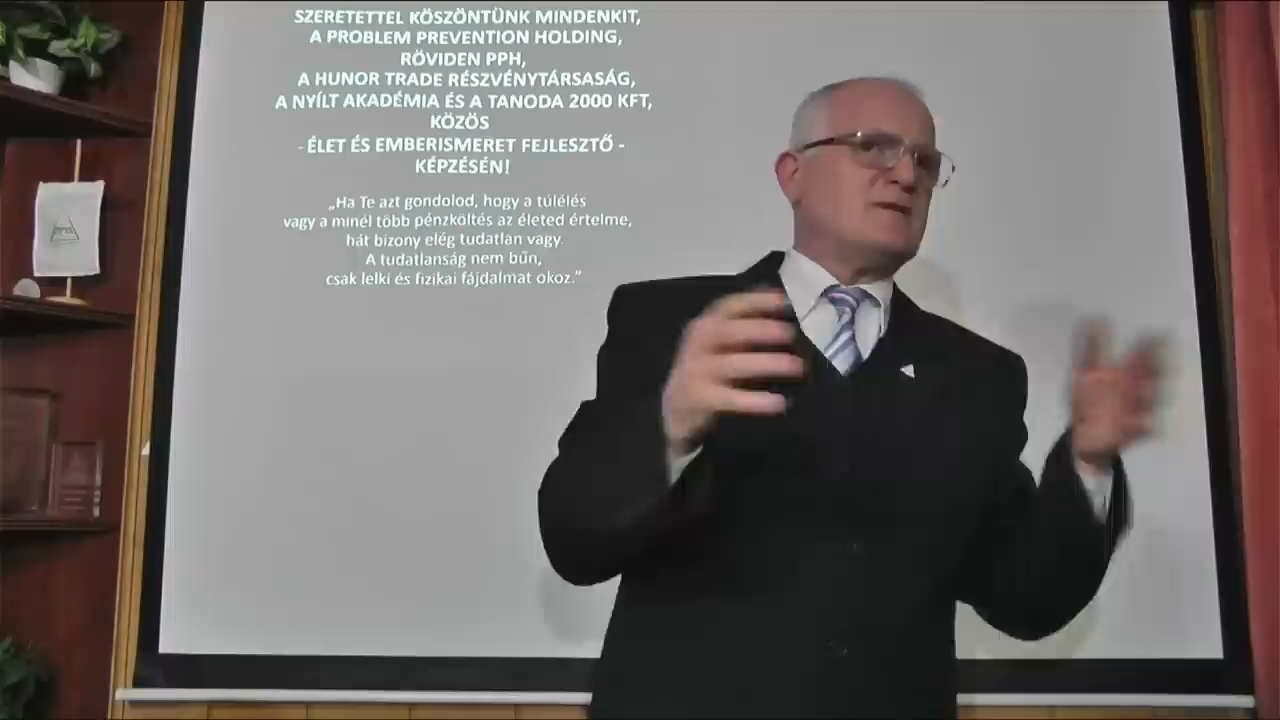 SZERETETTEL KÖSZÖNTÜNK MINDENKIT,
A PROBLEM PREVENTION HOLDING,
RÖVIDEN PPH,
A HUNOR TRADE RÉSZVÉNYTÁRSASÁG,
A NYÍLT AKADÉMIA ÉS A TANODA 2000 KFT,
KÖZÖS
- ÉLET ÉS EMBERISMERET FEJLESZTŐ -
KÉPZÉSÉN!
„Ha Te azt gondolod, hogy a túlélés
vagy a minél több pénzköltés az életed értelme,
hát bizony elég tudatlan vagy.
A tudatlanság nem bűn,
csak lelki és fizikai fájdalmat okoz.”